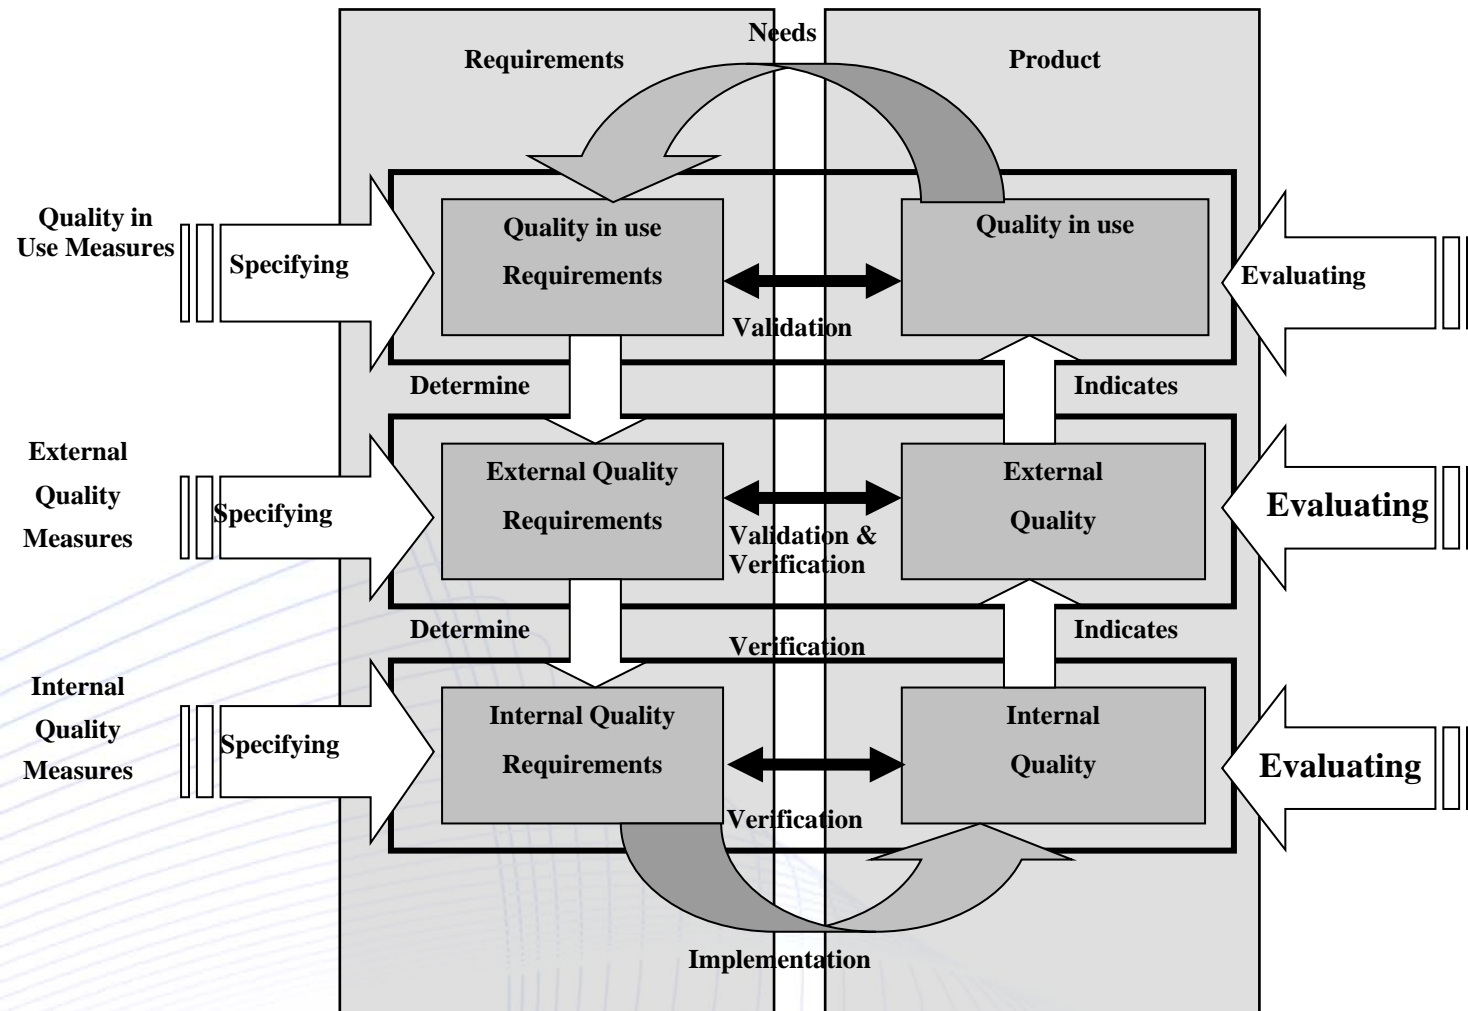 Needs
Requirements
Product
Quality in
Use Measures
Specifying
Quality in use
Requirements
Validation
Quality in use
Evaluating
Determine
Indicates
External
Quality
Measures
Specifying
External Quality
Requirements
Validation &
Verification
External
Quality
Evaluating
Determine
Verification
Indicates
Internal
Quality
Measures
Specifying
Internal Quality
Requirements
Verification
Internal
Quality
Evaluating
Implementation